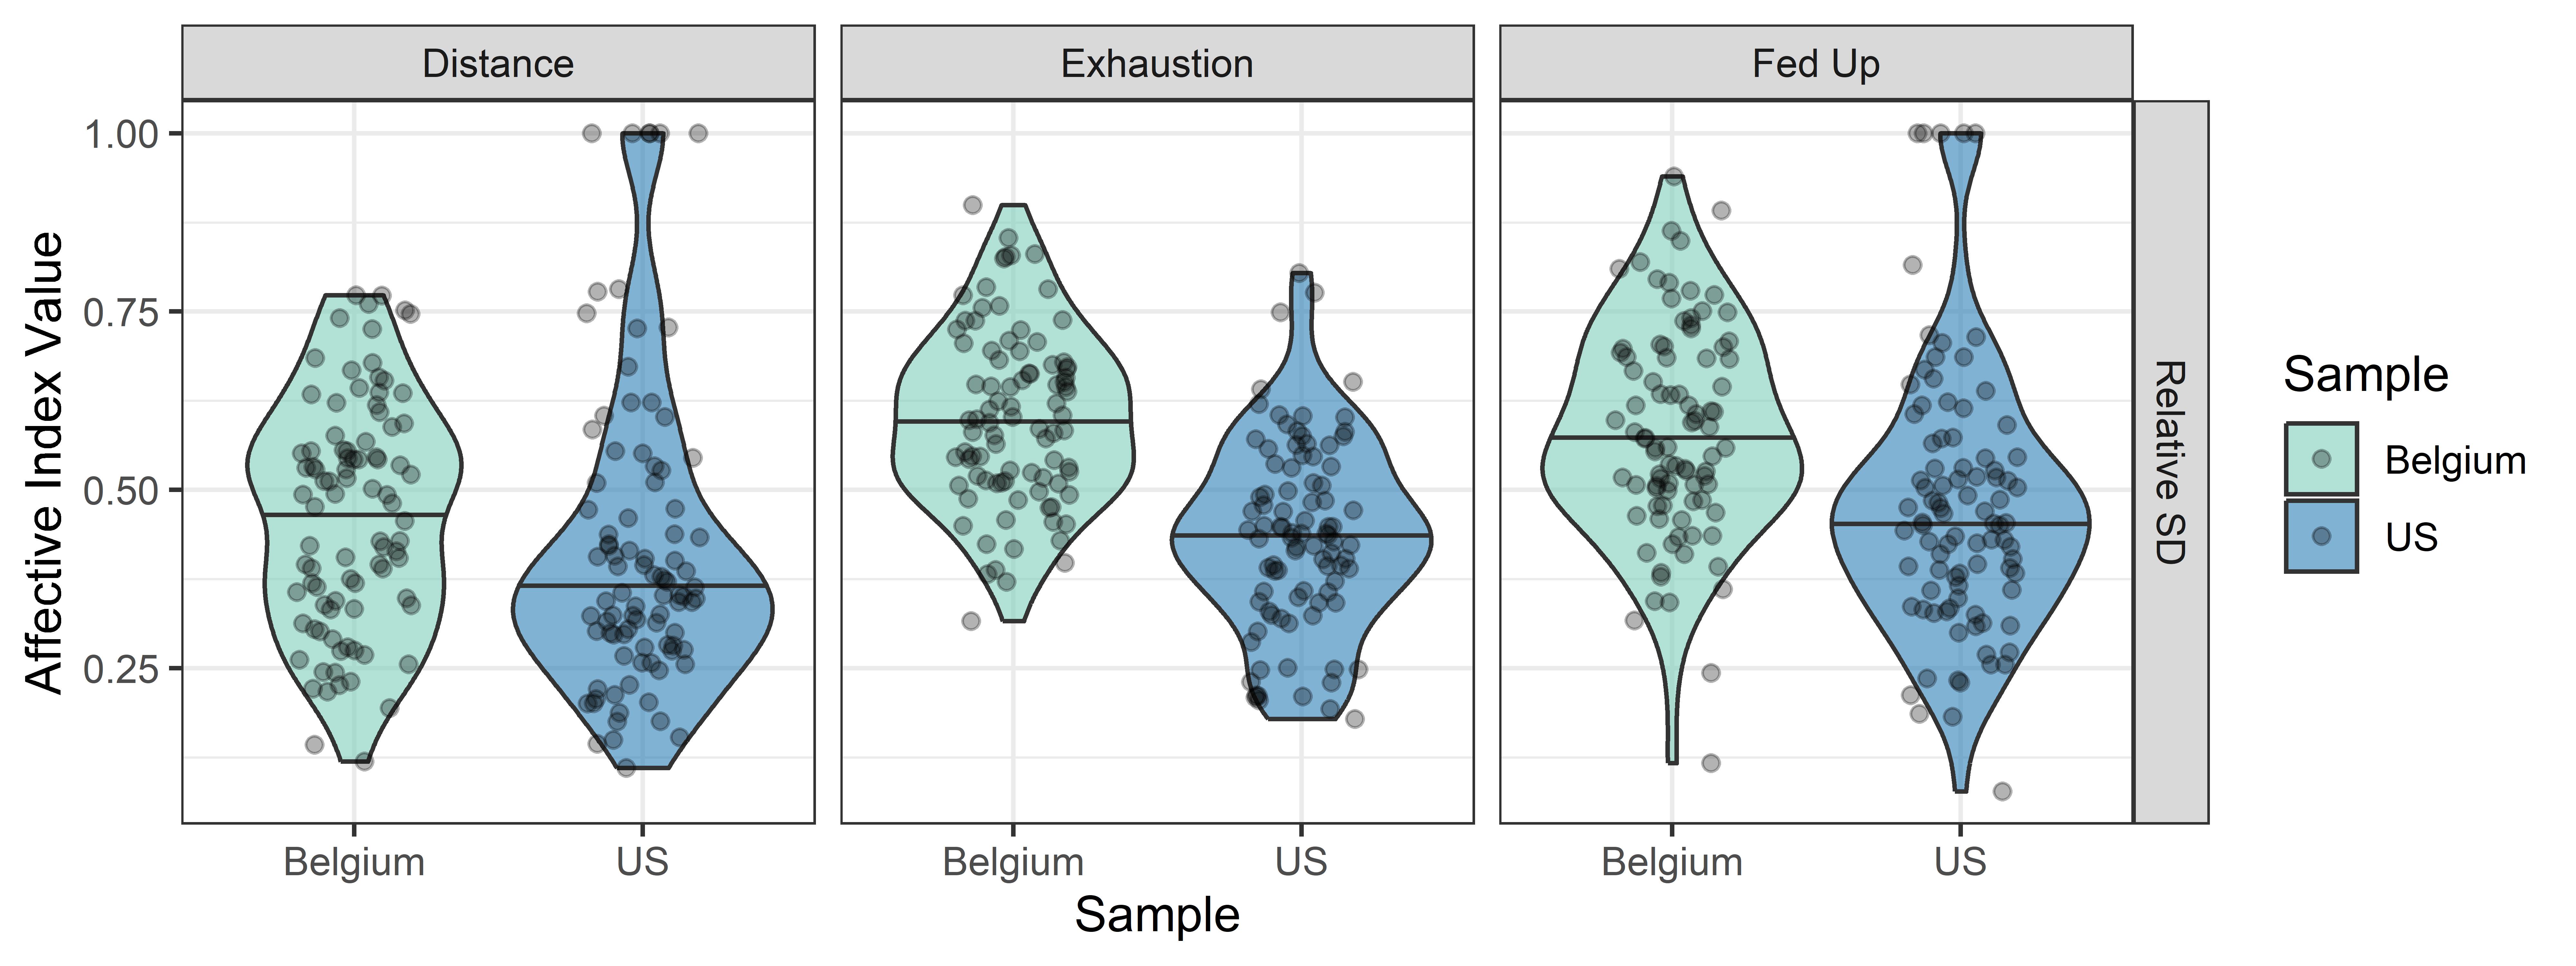 Distance
Exhaustion
Fed Up
Affective Index Value
1.00
0.75
0.50
0.25
Relative SD
Belgium
US
Belgium
US
Belgium
US
Sample
Sample
Belgium
US